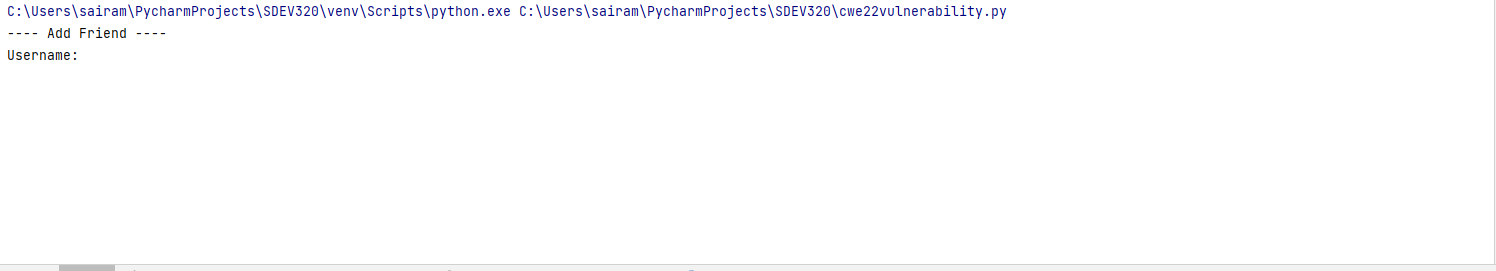 C:\Users\sairam\PycharmProjects\SDEV320\venv\Scripts\python.exe C:\Users\sairam\PycharmProjects\SDEV320\cwe22vulnerability.py
---- Add Friend ----
Username: